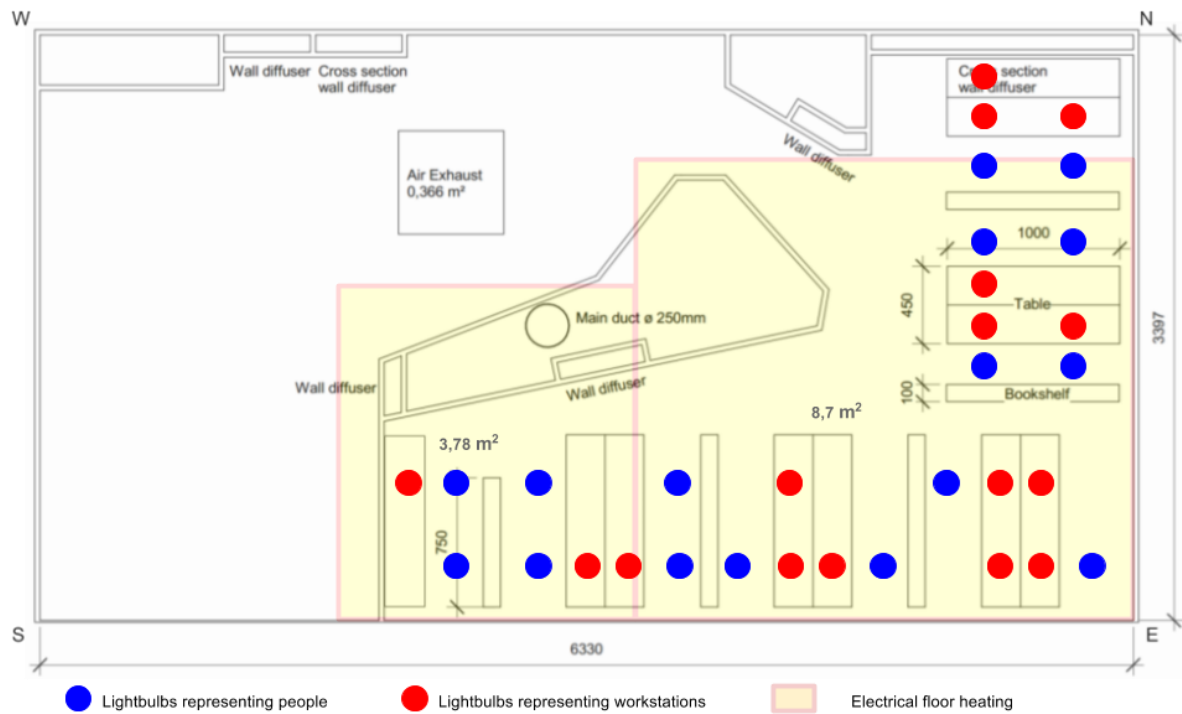 W
N
Wall diffuser
Cross section
wall diffuser
Cross section
wall diffuser
Wall diffuser
Air Exhaust
0,366 m²
1000
Main duct ø 250mm
450
Table
3397
Wall diffuser
Wall diffuser
100
Bookshelf
8,7 m²
3,78 m²
750
S
E
6330
Lightbulbs representing people
Lightbulbs representing workstations
Electrical floor heating